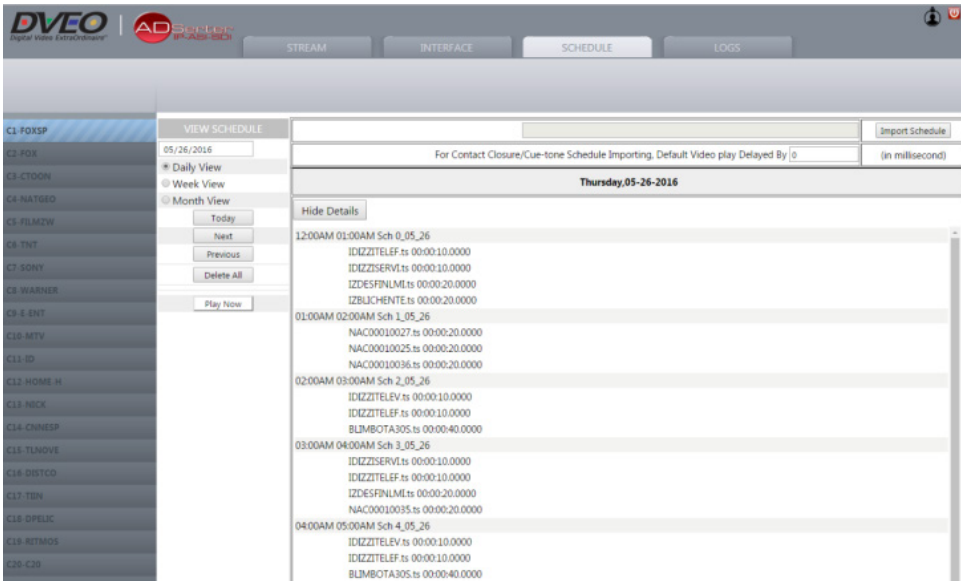 DVEO
Digital Video ExtraOrdinaire
ADSerter
IP-ASI-SDI
STREAM
INTERFACE
SCHEDULE
LOGS
C1-FOXSP
C2-FOX
C3-CTOON
C4-NATGEO
C5-FILMZW
C6-TNT
C7-SONY
C8-WARNER
C9-E-ENT
C10-MTV
C11-ID
C12-HOME-H
C13-NICK
C14-CNNESP
C15-TLNOVE
C16-DISTCO
C17-TBN
C18-DPELIC
C19-RITMOS
C20-C20
VIEW SCHEDULE
05/26/2016
Daily View
Week View
Month View
Today
Next
Previous
Delete All
Play Now
Import Schedule
For Contact Closure/Cue-tone Schedule Importing, Default Video play Delayed By 0 (in millisecond)
Thursday,05-26-2016
Hide Details
12:00AM 01:00AM Sch 0_05_26
IDIZZITELEF.ts 00:00:10.0000
IDIZZISERVI.ts 00:00:10.0000
IZDESFINLMI.ts 00:00:20.0000
IZBLICHENTE.ts 00:00:20.0000
01:00AM 02:00AM Sch 1_05_26
NAC00010027.ts 00:00:20.0000
NAC00010025.ts 00:00:20.0000
NAC00010036.ts 00:00:20.0000
02:00AM 03:00AM Sch 2_05_26
IDIZZITELEV.ts 00:00:10.0000
IDIZZITELEF.ts 00:00:10.0000
BLIMBOTA30S.ts 00:00:40.0000
03:00AM 04:00AM Sch 3_05_26
IDIZZISERVI.ts 00:00:10.0000
IDIZZITELEF.ts 00:00:10.0000
IZDESFINLMI.ts 00:00:20.0000
NAC00010035.ts 00:00:20.0000
04:00AM 05:00AM Sch 4_05_26
IDIZZITELEV.ts 00:00:10.0000
IDIZZITELEF.ts 00:00:10.0000
BLIMBOTA30S.ts 00:00:40.0000